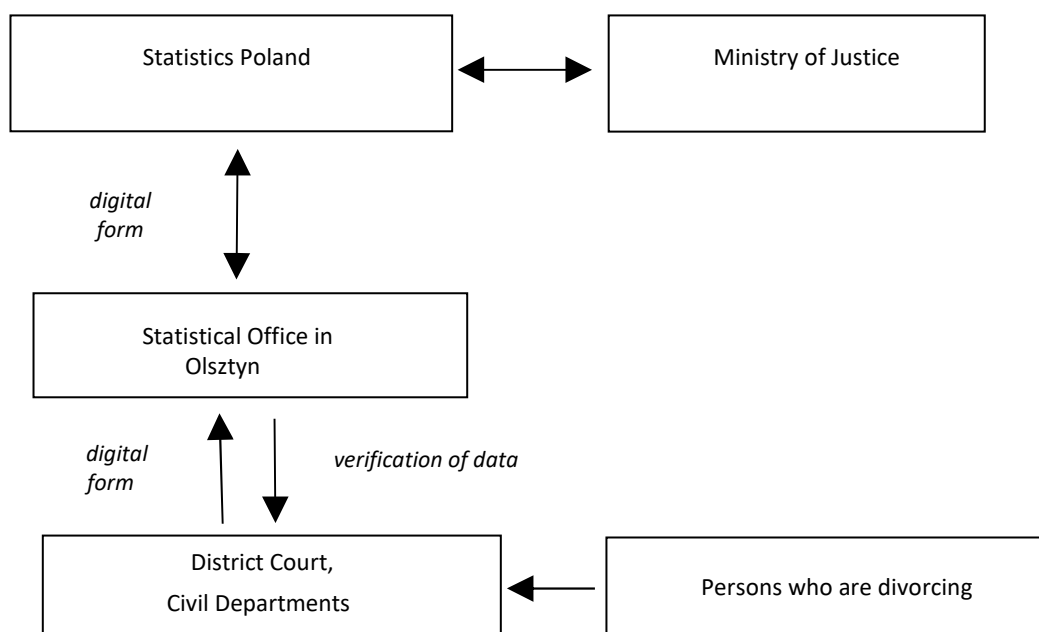 Statistics Poland
Ministry of Justice
digital
form
Statistical Office in
Olsztyn
digital
form
verification of data
District Court,
Civil Departments
Persons who are divorcing